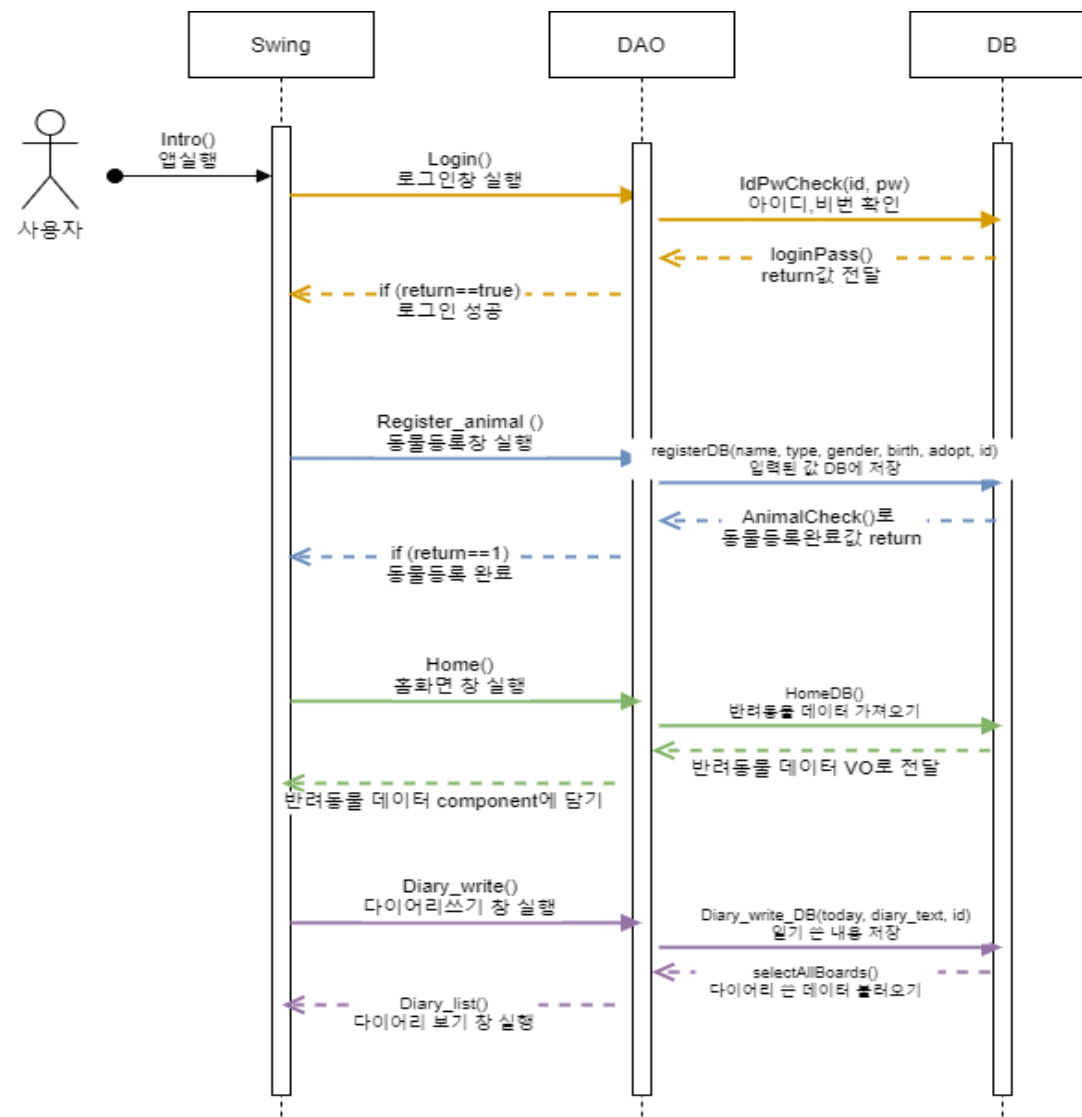 Swing
DAO
DB
사용자
Intro()
앱실행
Login()
로그인창 실행
IdPwCheck(id, pw)
아이디,비번 확인
loginPass()
return값 전달
if (return==true)
로그인 성공
Register_animal ()
동물등록창 실행
registerDB(name, type, gender, birth, adopt, id)
입력된 값 DB에 저장
AnimalCheck()로
동물등록완료값 return
if (return==1)
동물등록 완료
Home()
홈화면 창 실행
HomeDB()
반려동물 데이터 가져오기
반려동물 데이터 VO로 전달
반려동물 데이터 component에 담기
Diary_write()
다이어리쓰기 창 실행
Diary_write_DB(today, diary_text, id)
일기 쓴 내용 저장
selectAllBoards()
다이어리 쓴 데이터 불러오기
Diary_list()
다이어리 보기 창 실행